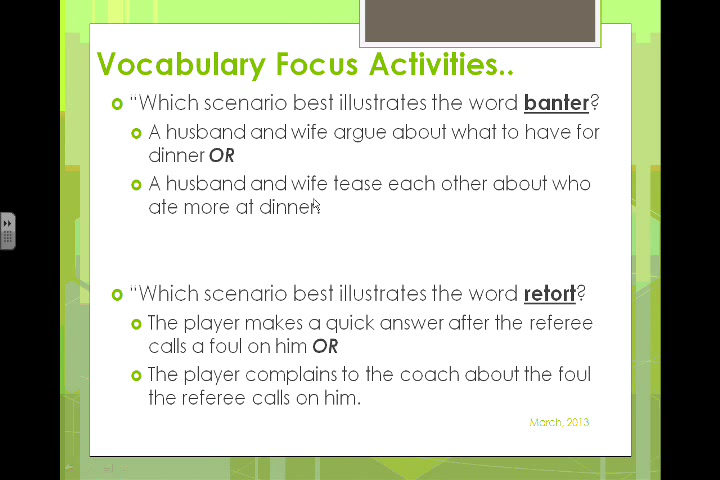 Vocabulary Focus Activities..
“Which scenario best illustrates the word banter?
A husband and wife argue about what to have for
dinner OR
A husband and wife tease each other about who
ate more at dinner.
“Which scenario best illustrates the word retort?
The player makes a quick answer after the referee
calls a foul on him OR
The player complains to the coach about the foul
the referee calls on him.
March, 2013